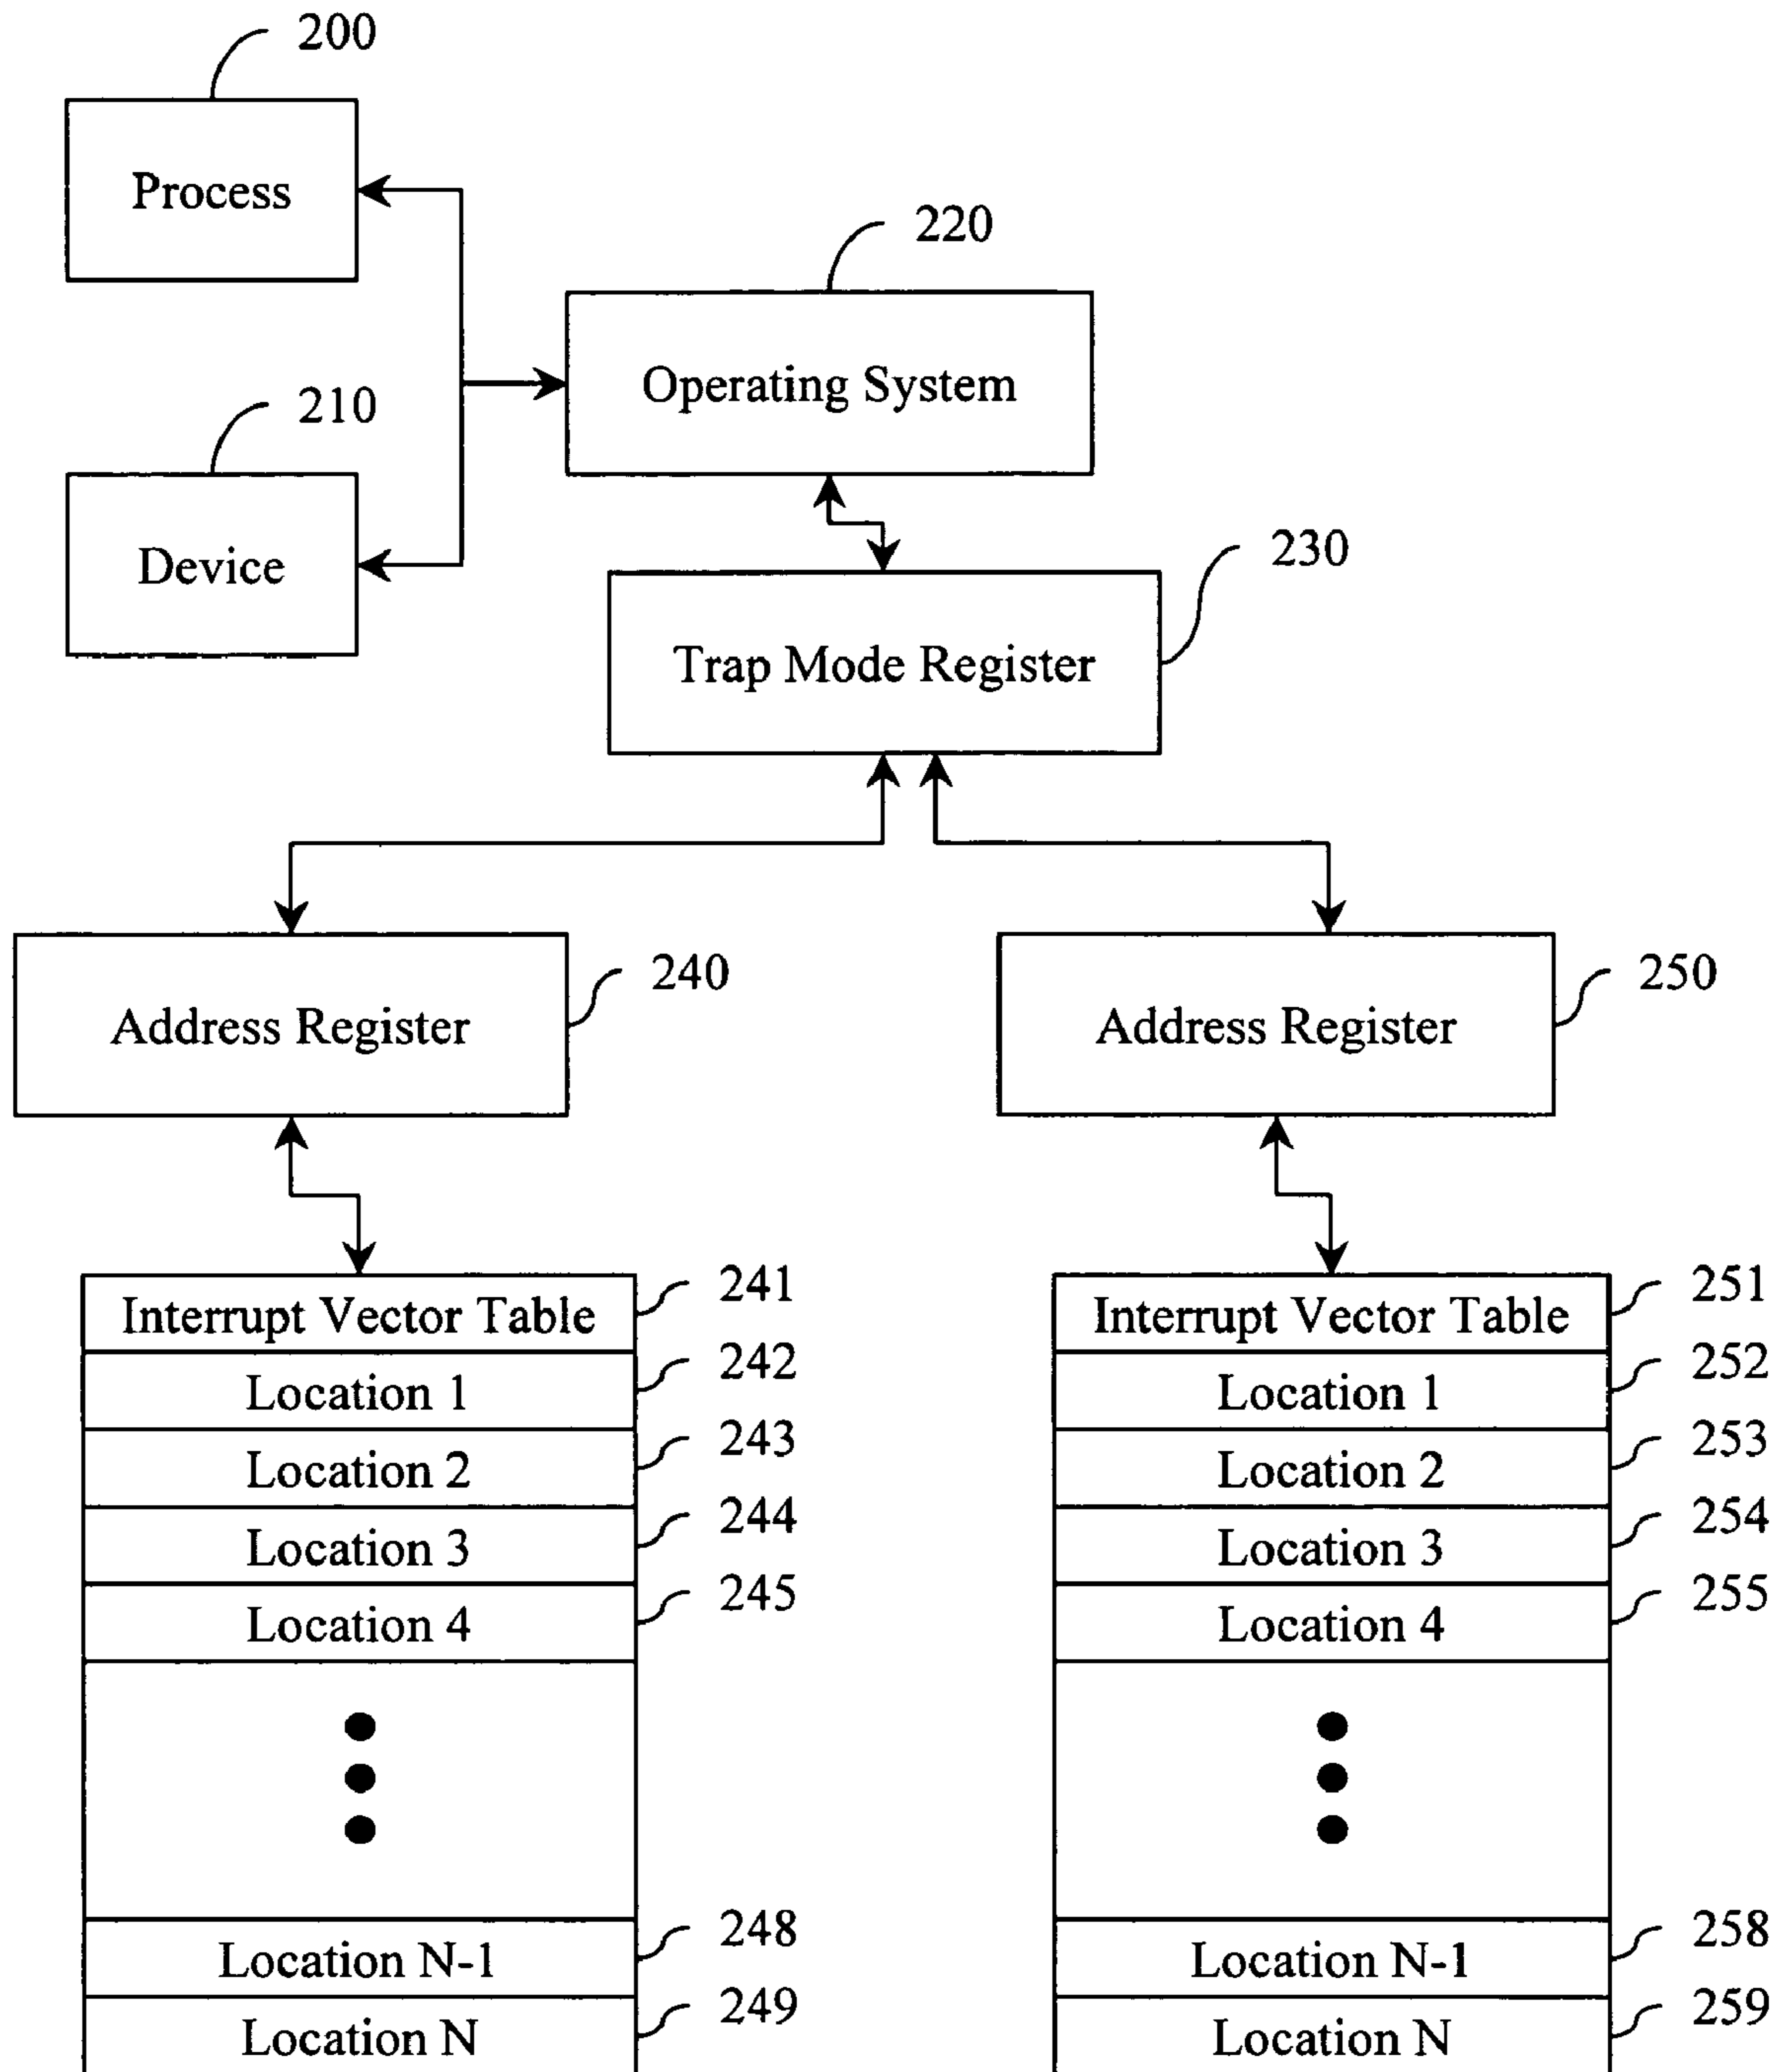 200
Process
220
Operating System
210
Device
230
Trap Mode Register
240
Address Register
250
Address Register
Interrupt Vector Table 241
Location 1 242
Location 2 243
Location 3 244
Location 4 245
Location N-1 248
Location N 249
Interrupt Vector Table 251
Location 1 252
Location 2 253
Location 3 254
Location 4 255
Location N-1 258
Location N 259